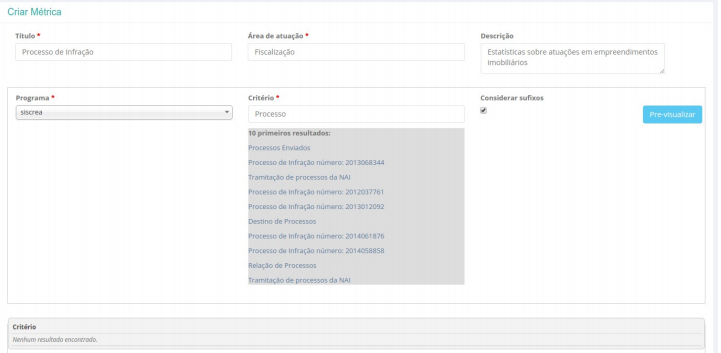 Criar Métrica
Título * Área de atuação * Descrição
Processo de Infração Fiscalização Estatísticas sobre atuações em empreendimentos
imobiliários
Programa * Critério * Considerar sufixos
siscrea Processo Pre-visualizar
10 primeiros resultados:
Processos Enviados
Processo de Infração número: 2013068344
Tramitação de processos da NAI
Processo de Infração número: 2012037761
Processo de Infração número: 2013012092
Destino de Processos
Processo de Infração número: 2014061876
Processo de Infração número: 2014058858
Relação de Processos
Tramitação de processos da NAI
Critério
Nenhum resultado encontrado.